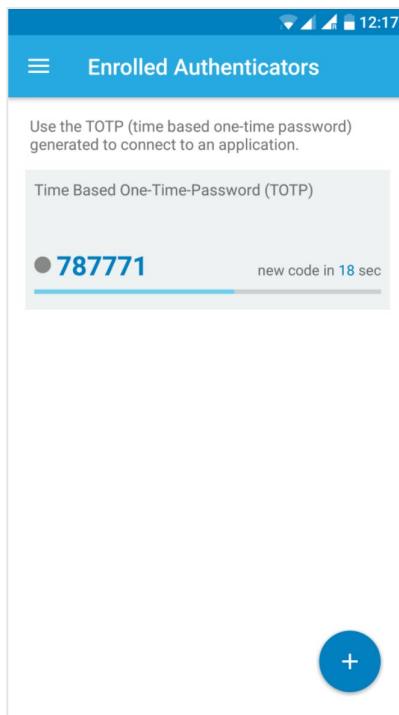 12:17
Enrolled Authenticators
Use the TOTP (time based one-time password)
generated to connect to an application.
Time Based One-Time-Password (TOTP)
787771
new code in 18 sec
+